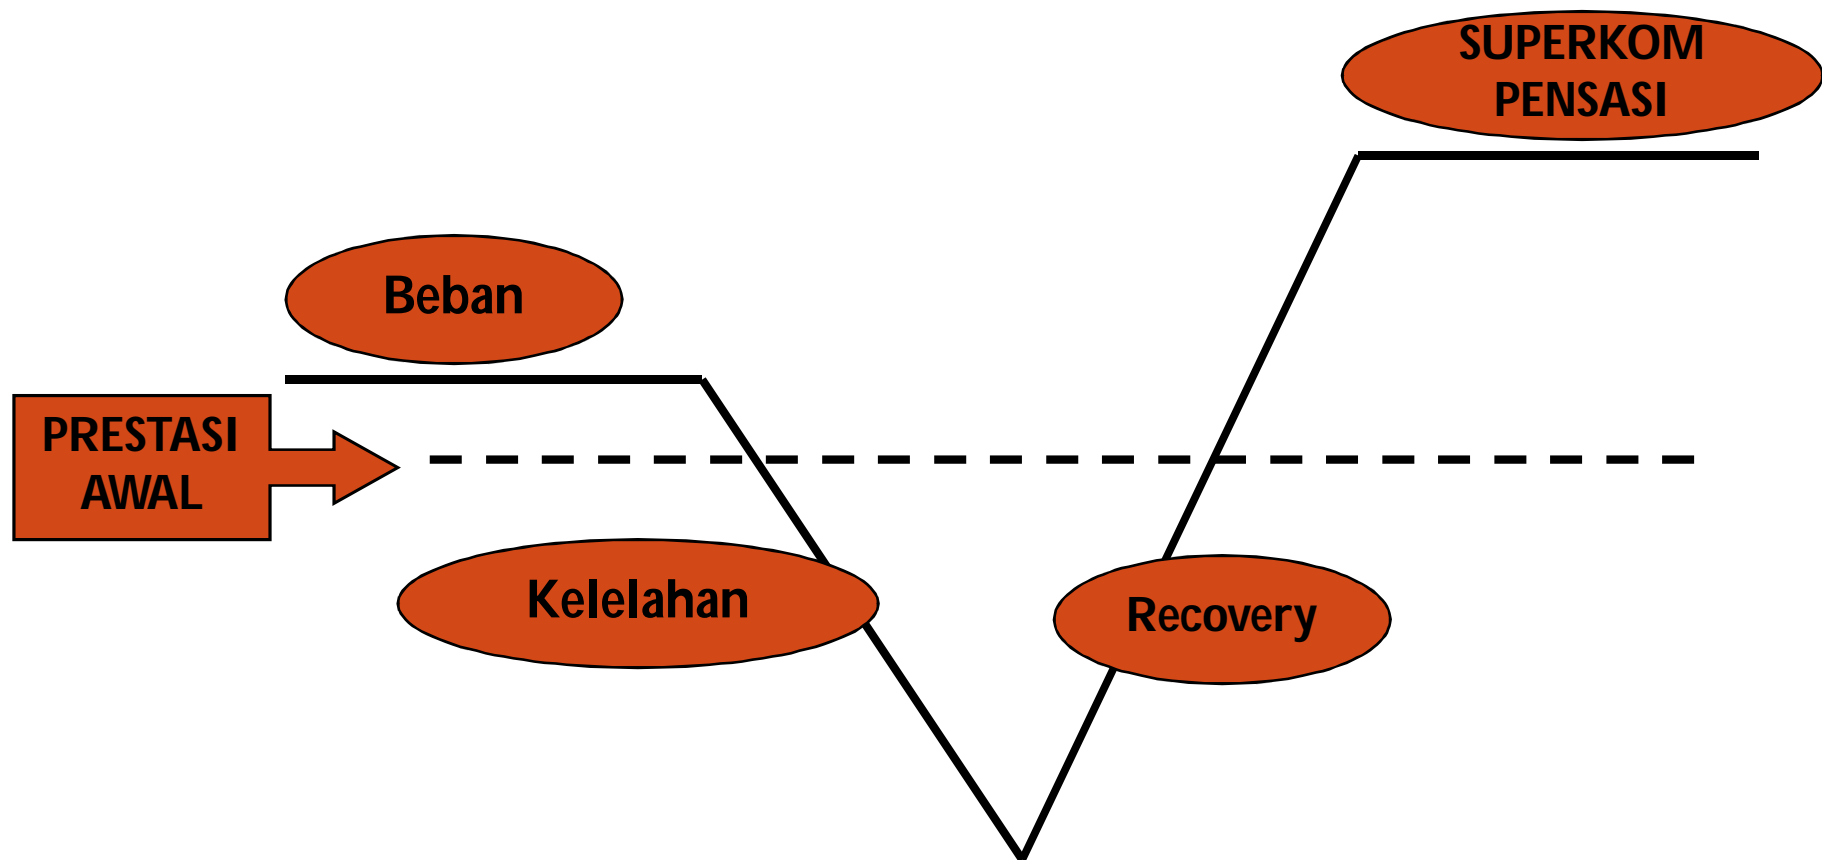 SUPERKOM
PENSASI
Beban
PRESTASI
AWAL
Kelelahan
Recovery